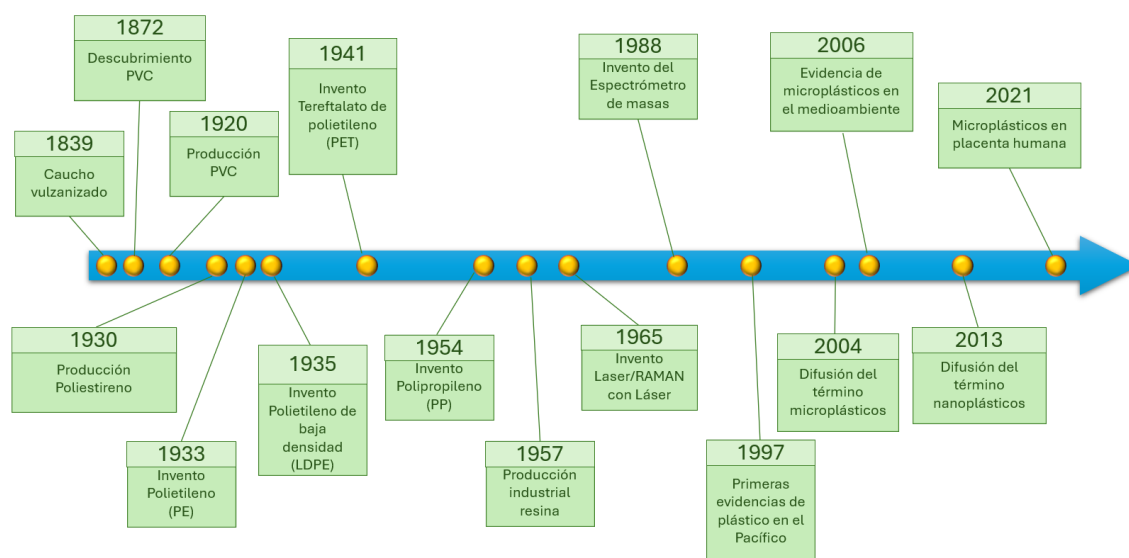 1839
Caucho
vulzanizado
1872
Descubrimiento
PVC
1920
Producción
PVC
1930
Producción
Poliestireno
1933
Invento
Polietileno
(PE)
1935
Invento
Polietileno de
baja
densidad
(LDPE)
1941
Invento
Tereftalato de
polietileno
(PET)
1954
Invento
Polipropileno
(PP)
1957
Producción
industrial
resina
1965
Invento
Laser/RAMAN
con Láser
1988
Invento del
Espectrómetro
de masas
1997
Primeras
evidencias de
plástico en el
Pacífico
2004
Difusión del
término
microplásticos
2006
Evidencia de
microplásticos en
el medioambiente
2013
Difusión del
término
nanoplásticos
2021
Microplásticos en
placenta humana